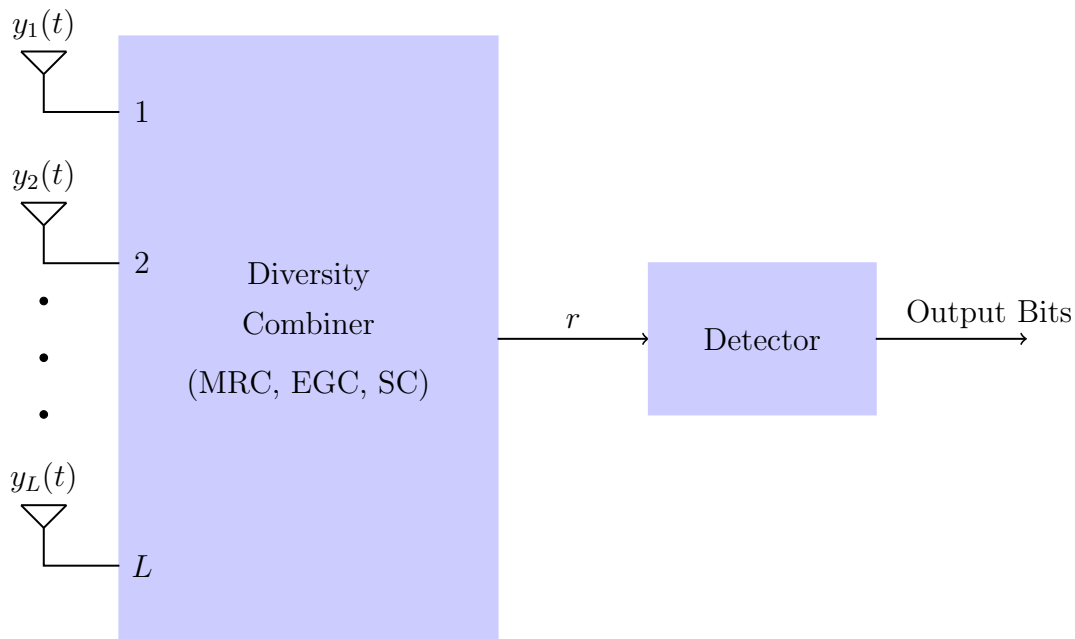 y₁(t)
1
y₂(t)
2
Diversity
Combiner
(MRC, EGC, SC)
r
Detector
Output Bits
y_L(t)
L